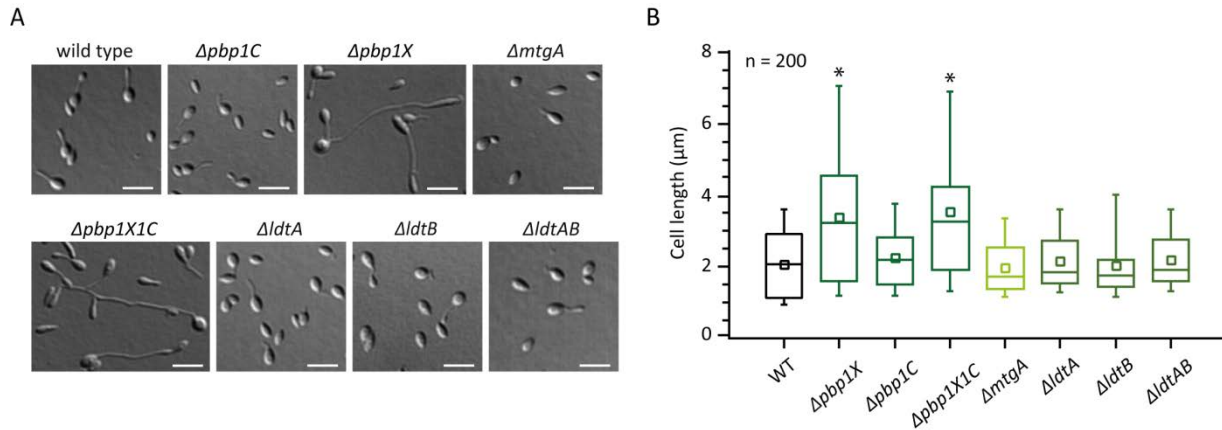 A
wild type Δpbp1C Δpbp1X ΔmtgA
Δpbp1X1C ΔldtA ΔldtB ΔldtAB
B
n = 200
* *
Cell length (μm)
8
6
4
2
0
WT Δpbp1X Δpbp1C Δpbp1X1C ΔmtgA ΔldtA ΔldtB ΔldtAB